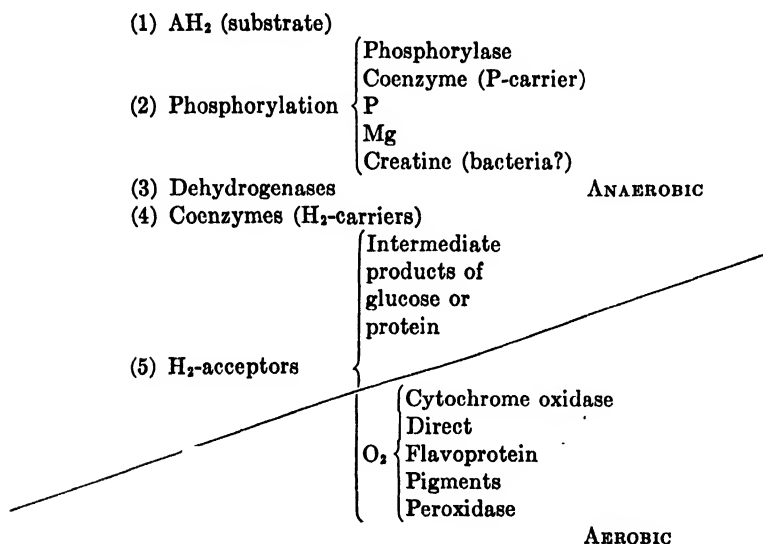 (1) AH₂ (substrate)
Phosphorylase
Coenzyme (P-carrier)
(2) Phosphorylation P
Mg
Creatine (bacteria?)
(3) Dehydrogenases ANAEROBIC
(4) Coenzymes (H₂-carriers)
Intermediate
products of
glucose or
protein
(5) H₂-acceptors
Cytochrome oxidase
Direct
O₂ Flavoprotein
Pigments
Peroxidase
AEROBIC